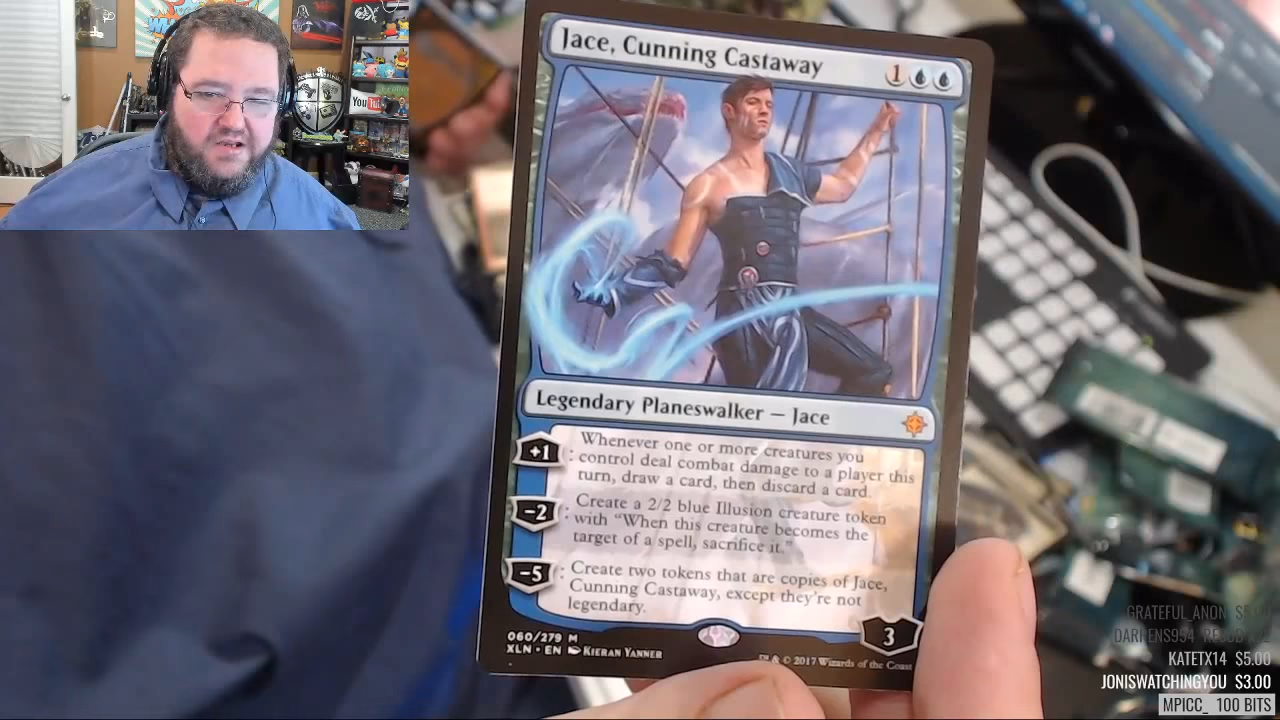 Jace, Cunning Castaway
1
Legendary Planeswalker — Jace
+1 : Whenever one or more creatures you
control deal combat damage to a player this
turn, draw a card, then discard a card.
−2 : Create a 2/2 blue Illusion creature token
with “When this creature becomes the
target of a spell, sacrifice it.”
−5 : Create two tokens that are copies of Jace,
Cunning Castaway, except they're not
legendary.
3
060/279 M
XLN • EN KIERAN YANNER
™ & © 2017 Wizards of the Coast
You
GRATEFUL_ANON
DARRENS994
KATETX14 $5.00
JONISWATCHINGYOU $3.00
MPICC_ 100 BITS